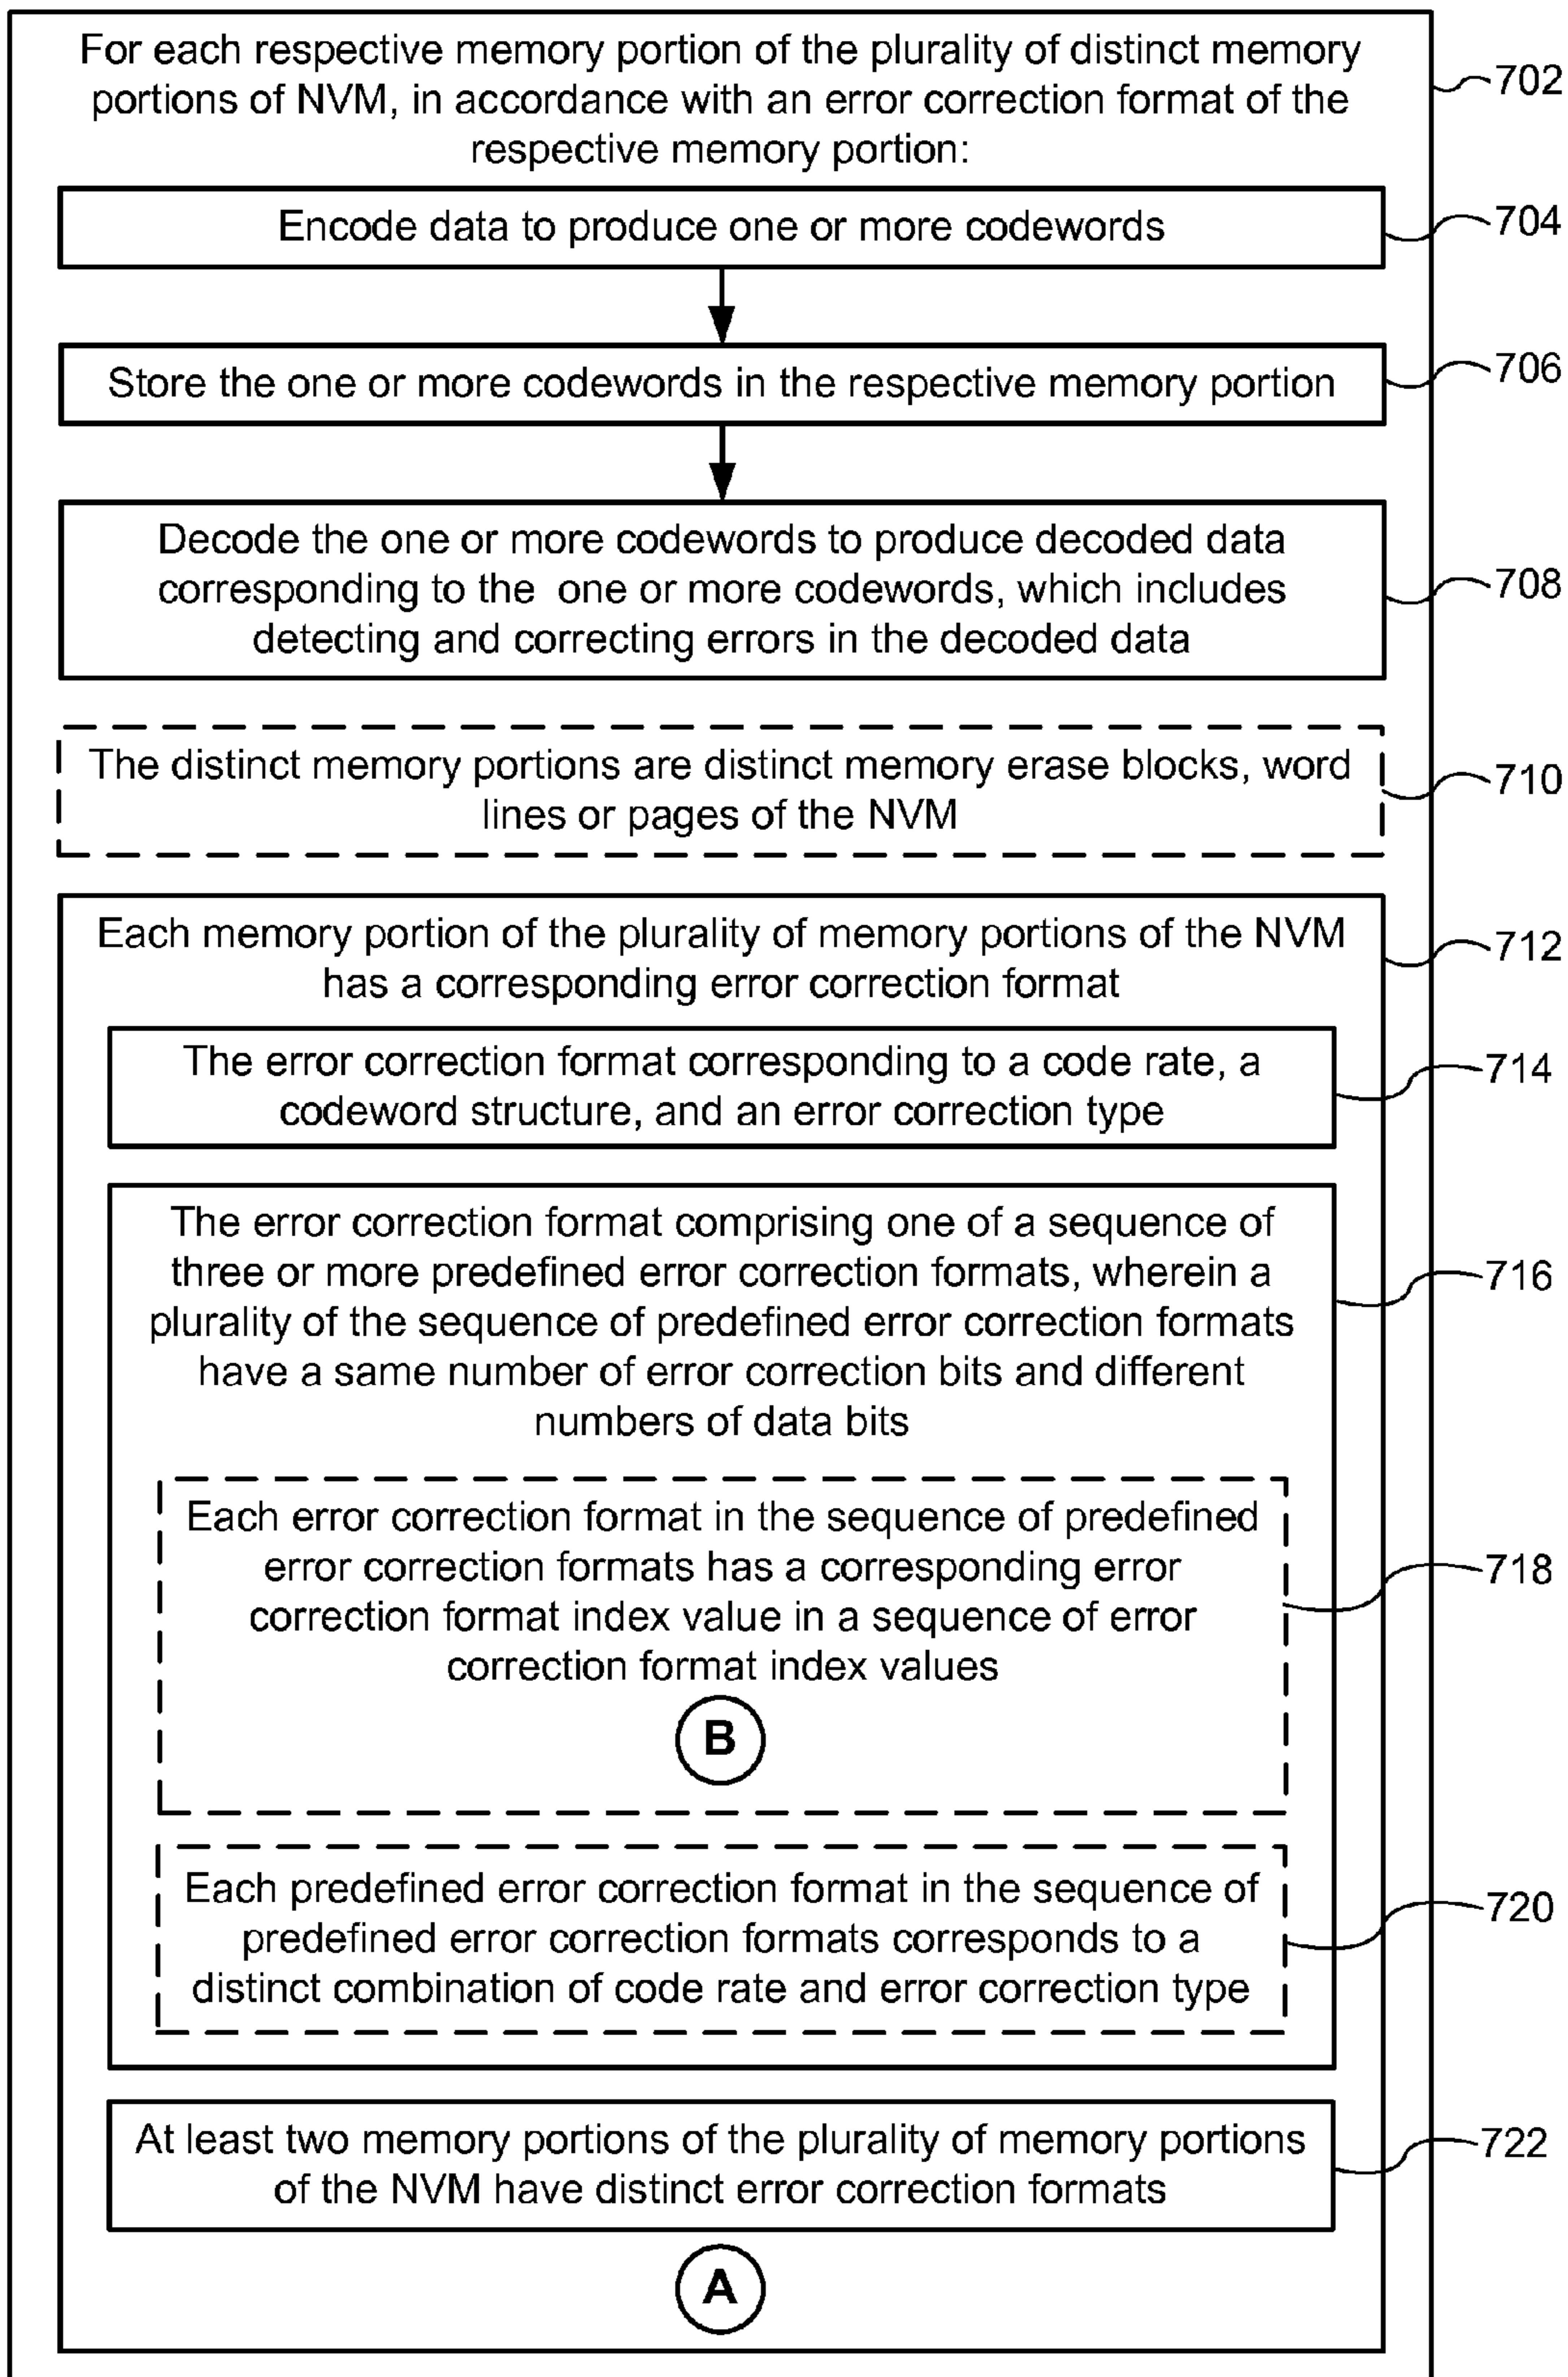 For each respective memory portion of the plurality of distinct memory
portions of NVM, in accordance with an error correction format of the
respective memory portion:
702
Encode data to produce one or more codewords
704
Store the one or more codewords in the respective memory portion
706
Decode the one or more codewords to produce decoded data
corresponding to the one or more codewords, which includes
detecting and correcting errors in the decoded data
708
The distinct memory portions are distinct memory erase blocks, word
lines or pages of the NVM
710
Each memory portion of the plurality of memory portions of the NVM
has a corresponding error correction format
712
The error correction format corresponding to a code rate, a
codeword structure, and an error correction type
714
The error correction format comprising one of a sequence of
three or more predefined error correction formats, wherein a
plurality of the sequence of predefined error correction formats
have a same number of error correction bits and different
numbers of data bits
716
Each error correction format in the sequence of predefined
error correction formats has a corresponding error
correction format index value in a sequence of error
correction format index values
718
B
Each predefined error correction format in the sequence of
predefined error correction formats corresponds to a
distinct combination of code rate and error correction type
720
At least two memory portions of the plurality of memory portions
of the NVM have distinct error correction formats
722
A